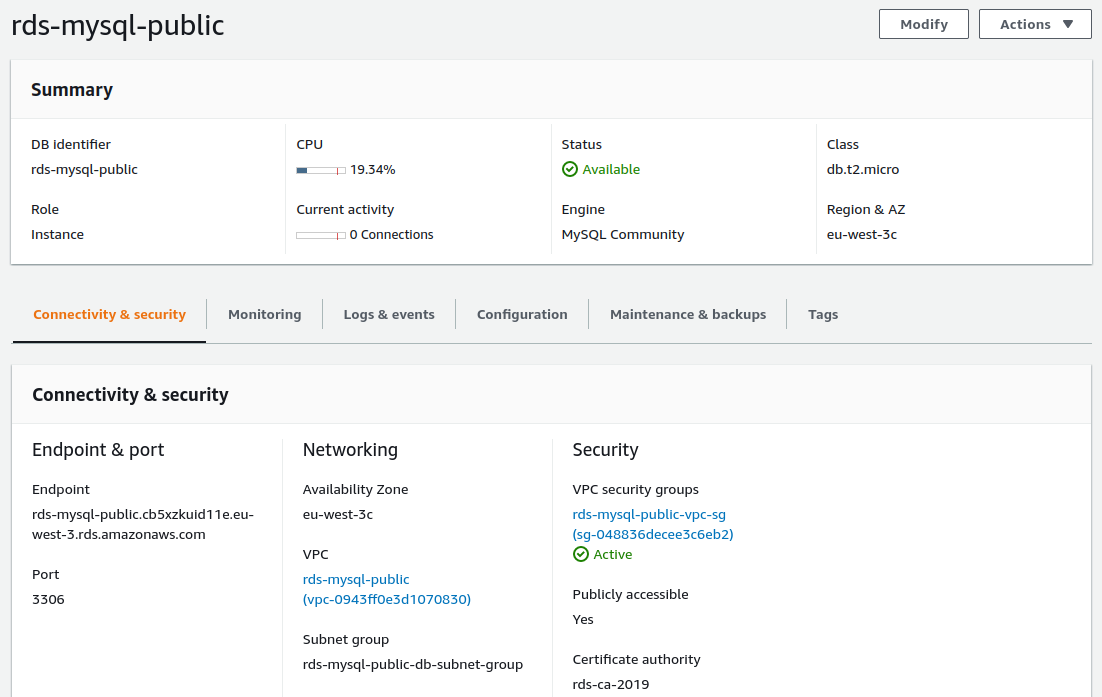 rds-mysql-public
Modify
Actions
Summary
DB identifier
rds-mysql-public
CPU
19.34%
Status
Available
Class
db.t2.micro
Role
Instance
Current activity
0 Connections
Engine
MySQL Community
Region & AZ
eu-west-3c
Connectivity & security
Monitoring
Logs & events
Configuration
Maintenance & backups
Tags
Connectivity & security
Endpoint & port
Endpoint
rds-mysql-public.cb5xzkuid11e.eu-
west-3.rds.amazonaws.com
Port
3306
Networking
Availability Zone
eu-west-3c
VPC
rds-mysql-public
(vpc-0943ff0e3d1070830)
Subnet group
rds-mysql-public-db-subnet-group
Security
VPC security groups
rds-mysql-public-vpc-sg
(sg-048836decee3c6eb2)
Active
Publicly accessible
Yes
Certificate authority
rds-ca-2019